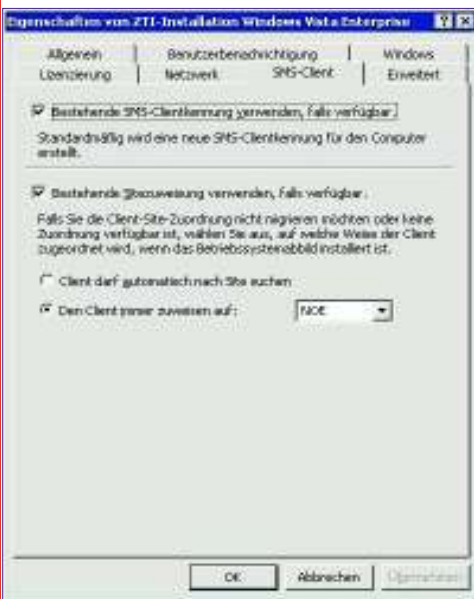 Eigenschaften von ZTI-Installation Windows Vista Enterprise
Allgemein Benutzerbenachrichtigung Windows
Lizenzierung Netzwerk SMS-Client Erweitert
Bestehende SMS-Clientkennung verwenden, falls verfügbar.
Standardmäßig wird eine neue SMS-Clientkennung für den Computer
erstellt.
Bestehende Sitezuweisung verwenden, falls verfügbar.
Falls Sie die Client-Site-Zuordnung nicht migrieren möchten oder keine
Zuordnung verfügbar ist, wählen Sie aus, auf welche Weise der Client
zugeordnet wird, wenn das Betriebssystemabbild installiert ist.
Client darf automatisch nach Site suchen
Den Client immer zuweisen auf: NOE
OK Abbrechen Übernehmen